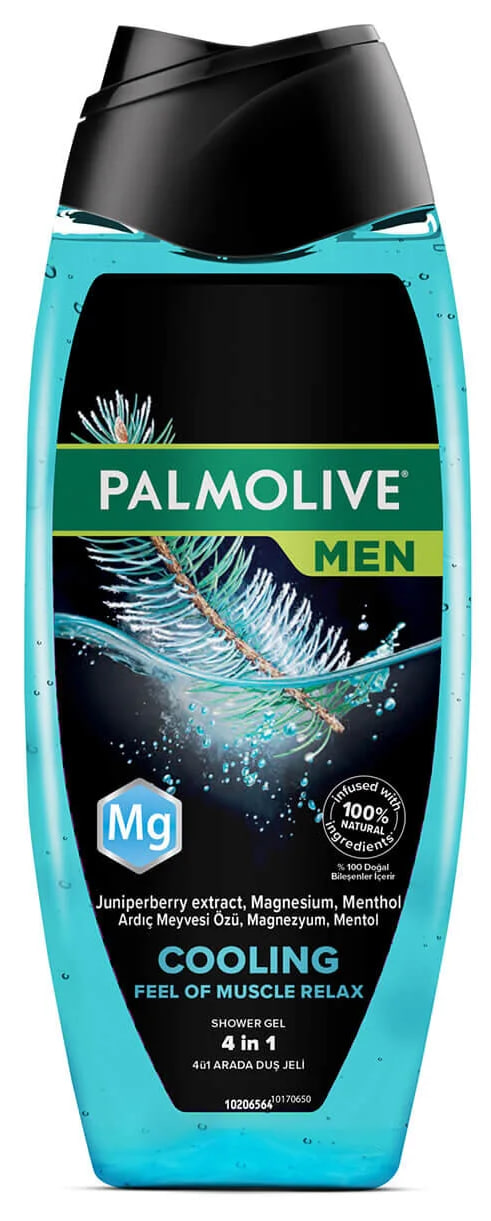 PALMOLIVE®
MEN
Mg
infused with
100%
NATURAL
ingredients
% 100 Doğal
Bileşenler İçerir
Juniperberry extract, Magnesium, Menthol
Ardıç Meyvesi Özü, Magnezyum, Mentol
COOLING
FEEL OF MUSCLE RELAX
SHOWER GEL
4 in 1
4ü1 ARADA DUŞ JELİ
10206564 10170650